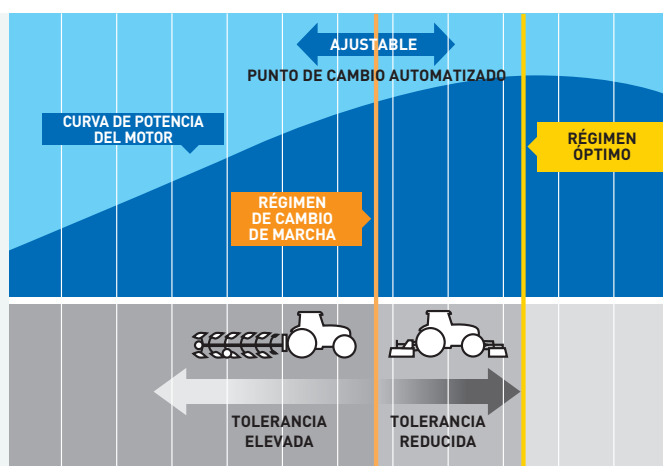 AJUSTABLE
PUNTO DE CAMBIO AUTOMATIZADO
CURVA DE POTENCIA
DEL MOTOR
RÉGIMEN
ÓPTIMO
RÉGIMEN
DE CAMBIO
DE MARCHA
TOLERANCIA
ELEVADA
TOLERANCIA
REDUCIDA